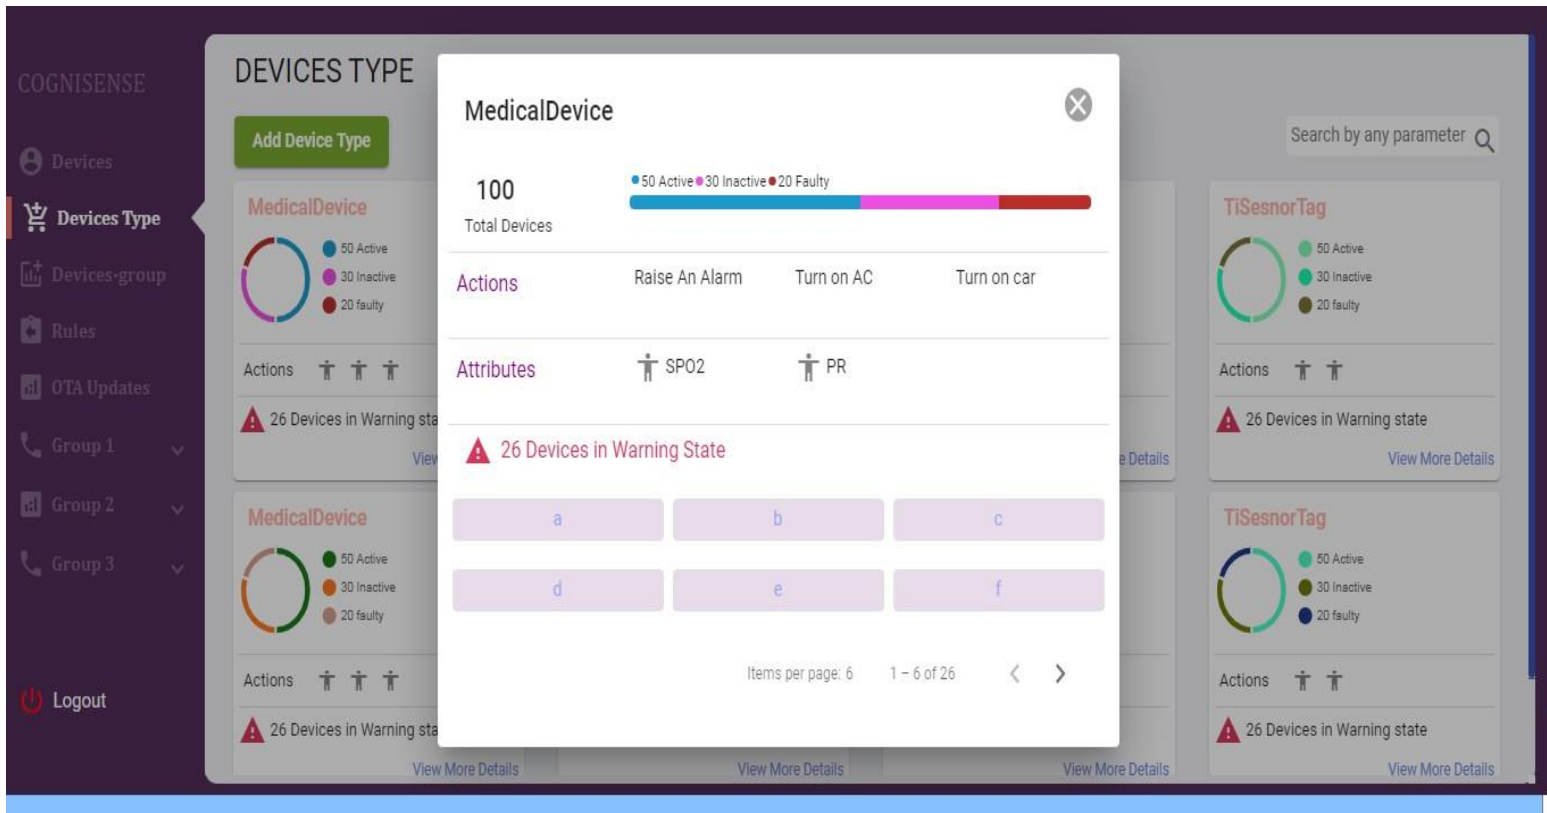 COGNISENSE
Devices
Devices Type
Devices-group
Rules
OTA Updates
Group 1
Group 2
Group 3
Logout
DEVICES TYPE
Add Device Type
Search by any parameter
MedicalDevice
50 Active
30 Inactive
20 faulty
Actions
26 Devices in Warning sta
View
MedicalDevice
50 Active
30 Inactive
20 faulty
Actions
26 Devices in Warning sta
View More Details
MedicalDevice
100
Total Devices
50 Active 30 Inactive 20 Faulty
Actions Raise An Alarm Turn on AC Turn on car
Attributes SPO2 PR
26 Devices in Warning State
a b c
d e f
Items per page: 6 1 – 6 of 26
View More Details
e Details
View More Details
TiSesnorTag
50 Active
30 Inactive
20 faulty
Actions
26 Devices in Warning state
View More Details
TiSesnorTag
50 Active
30 Inactive
20 faulty
Actions
26 Devices in Warning state
View More Details